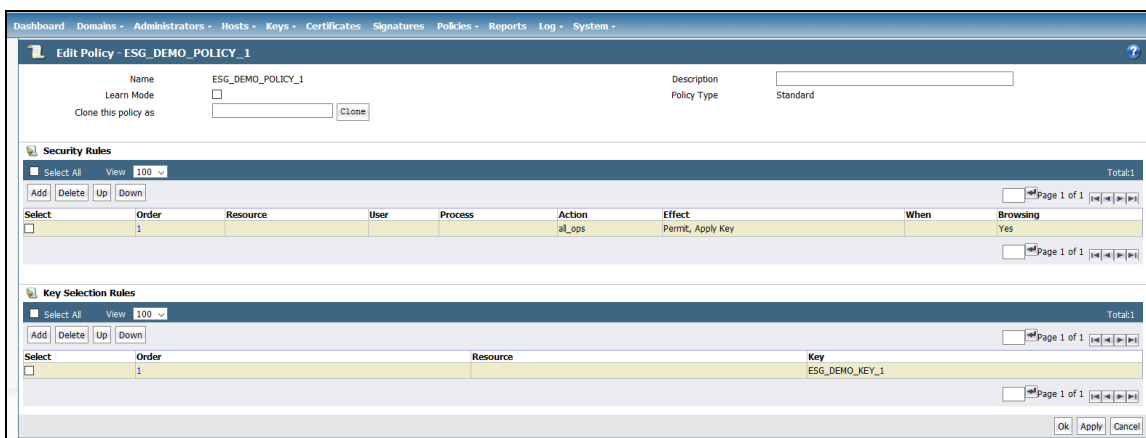 Dashboard Domains Administrators Hosts Keys Certificates Signatures Policies Reports Log System
Edit Policy - ESG_DEMO_POLICY_1
?
Name ESG_DEMO_POLICY_1 Description
Learn Mode Policy Type Standard
Clone this policy as Clone
Security Rules
Select All View 100 Total:1
Add Delete Up Down Page 1 of 1
Select Order Resource User Process Action Effect When Browsing
1 all_ops Permit, Apply Key Yes
Page 1 of 1
Key Selection Rules
Select All View 100 Total:1
Add Delete Up Down Page 1 of 1
Select Order Resource Key
1 ESG_DEMO_KEY_1
Page 1 of 1
Ok Apply Cancel